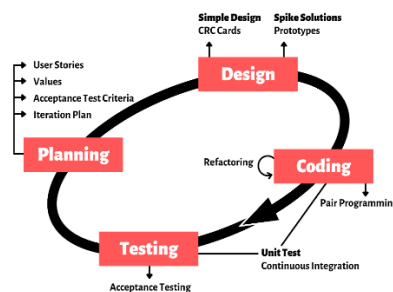 Simple Design
CRC Cards
Spike Solutions
Prototypes
Design
User Stories
Values
Acceptance Test Criteria
Iteration Plan
Planning
Refactoring
Coding
Pair Programmin
Testing
Unit Test
Continuous Integration
Acceptance Testing